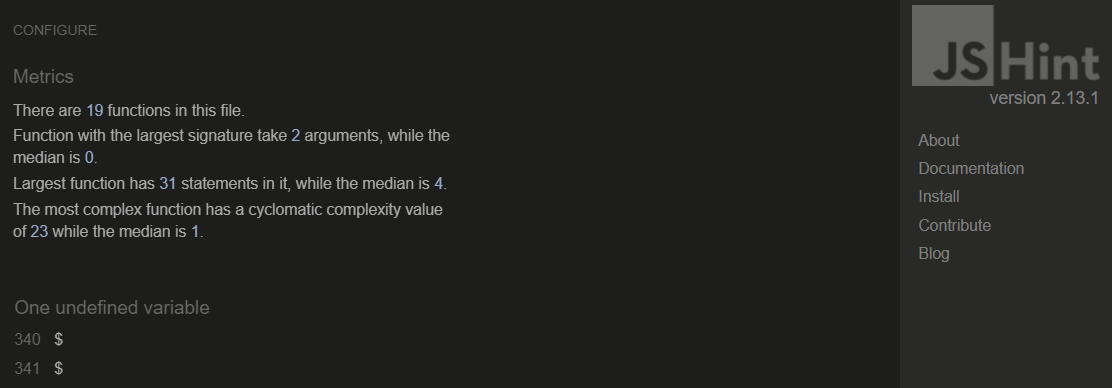 CONFIGURE
Metrics
There are 19 functions in this file.
Function with the largest signature take 2 arguments, while the
median is 0.
Largest function has 31 statements in it, while the median is 4.
The most complex function has a cyclomatic complexity value
of 23 while the median is 1.
One undefined variable
340 $
341 $
JSHint
version 2.13.1
About
Documentation
Install
Contribute
Blog